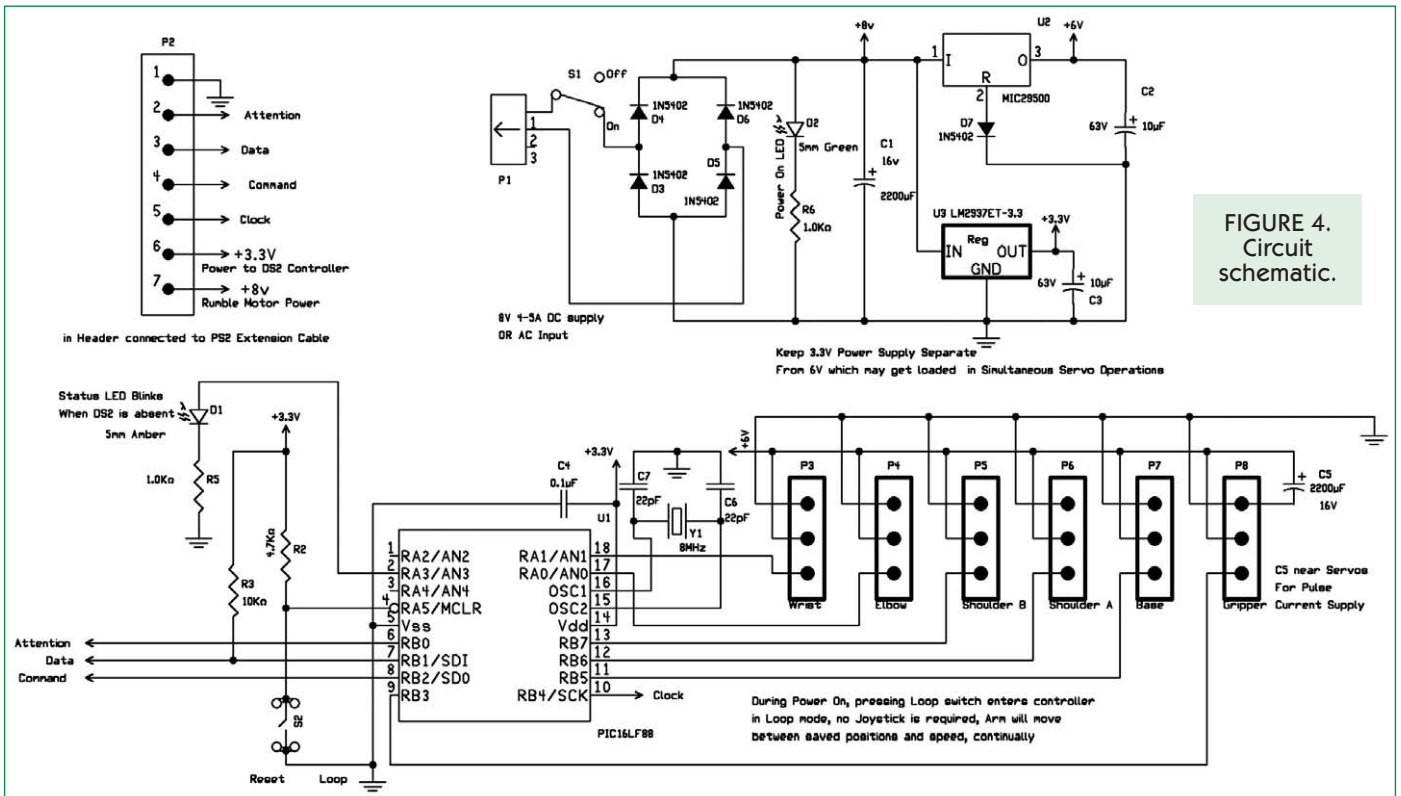 P2
1
2 Attention
3 Data
4 Command
5 Clock
6 +3.3V
Power to DS2 Controller
7 +8v
Rumble Motor Power
in Header connected to PS2 Extension Cable
S1 Off
On
1
2
3
P1
1N5402
D4
1N5402
D6
1N5402
D3
D5
1N5402
8V 4-5A DC supply
OR AC Input
Power On LED
D2
5mm Green
R6
1.0KΩ
+8v
C1
16v
+
2200uF
U2
1 I O 3
R
2
MIC29500
+6V
D7
1N5402
C2
63V + 10µF
U3 LM2937ET-3.3
Reg
IN OUT
GND
+3.3V
63V + 10µF
C3
Keep 3.3V Power Supply Separate
From 6V which may get loaded in Simultaneous Servo Operations
FIGURE 4.
Circuit
schematic.
Status LED Blinks
When DS2 is absent
5mm Amber
D1
1.0KΩ R5
+3.3V
4.7KΩ
R2
R3
10KΩ
Attention
Data
Command
S2
Reset Loop
C4
0.1uF
+3.3V
U1
1 RA2/AN2
2 RA3/AN3
3 RA4/AN4
4 RA5/MCLR
5 Vss
6 RB0
7 RB1/SDI
8 RB2/SD0
9 RB3
RA1/AN1 18
RA0/AN0 17
OSC1 16
OSC2 15
Vdd 14
RB7 13
RB6 12
RB5 11
RB4/SCK 10
Clock
PIC16LF88
C7
22pF
C6
22pF
Y1
8MHz
+6V
P3
Wrist
P4
Elbow
P5
Shoulder B
P6
Shoulder A
P7
Base
P8
Gripper
+ C5
2200µF
16V
C5 near Servos
For Pulse
Current Supply
During Power On, pressing Loop switch enters controller
in Loop mode, no Joystick is required, Arm will move
between saved positions and speed, continually